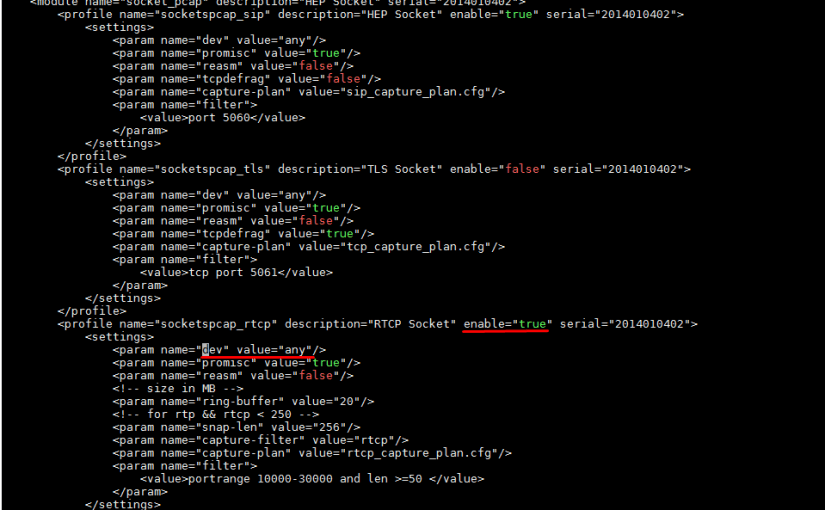 <module name="socket_pcap" description="HEP Socket" serial="2014010402">
<profile name="socketspcap_sip" description="HEP Socket" enable="true" serial="2014010402">
<settings>
<param name="dev" value="any"/>
<param name="promisc" value="true"/>
<param name="reasm" value="false"/>
<param name="tcpdefrag" value="false"/>
<param name="capture-plan" value="sip_capture_plan.cfg"/>
<param name="filter">
<value>port 5060</value>
</param>
</settings>
</profile>
<profile name="socketspcap_tls" description="TLS Socket" enable="false" serial="2014010402">
<settings>
<param name="dev" value="any"/>
<param name="promisc" value="true"/>
<param name="reasm" value="false"/>
<param name="tcpdefrag" value="true"/>
<param name="capture-plan" value="tcp_capture_plan.cfg"/>
<param name="filter">
<value>tcp port 5061</value>
</param>
</settings>
</profile>
<profile name="socketspcap_rtcp" description="RTCP Socket" enable="true" serial="2014010402">
<settings>
<param name="dev" value="any"/>
<param name="promisc" value="true"/>
<param name="reasm" value="false"/>
<!-- size in MB -->
<param name="ring-buffer" value="20"/>
<!-- for rtp && rtcp < 250 -->
<param name="snap-len" value="256"/>
<param name="capture-filter" value="rtcp"/>
<param name="capture-plan" value="rtcp_capture_plan.cfg"/>
<param name="filter">
<value>portrange 10000-30000 and len >=50 </value>
</param>
</settings>